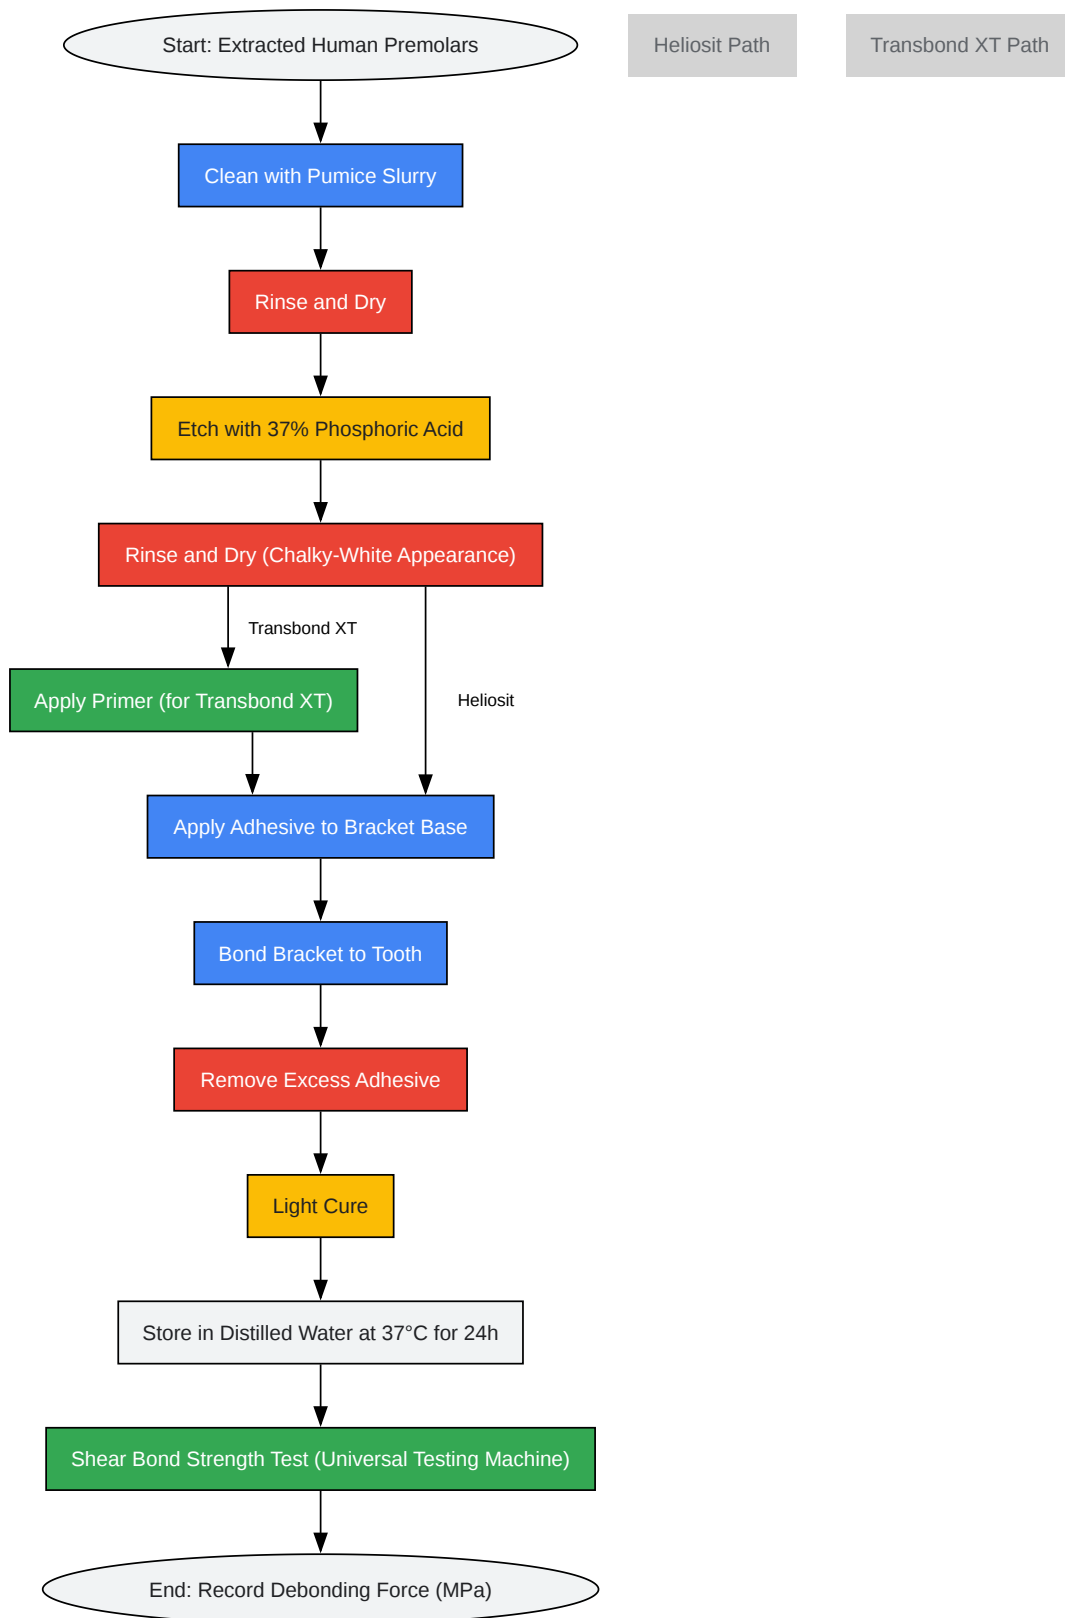 Start: Extracted Human Premolars
Heliosit Path
Transbond XT Path
Clean with Pumice Slurry
Rinse and Dry
Etch with 37% Phosphoric Acid
Rinse and Dry (Chalky-White Appearance)
Transbond XT
Apply Primer (for Transbond XT)
Heliosit
Apply Adhesive to Bracket Base
Bond Bracket to Tooth
Remove Excess Adhesive
Light Cure
Store in Distilled Water at 37°C for 24h
Shear Bond Strength Test (Universal Testing Machine)
End: Record Debonding Force (MPa)